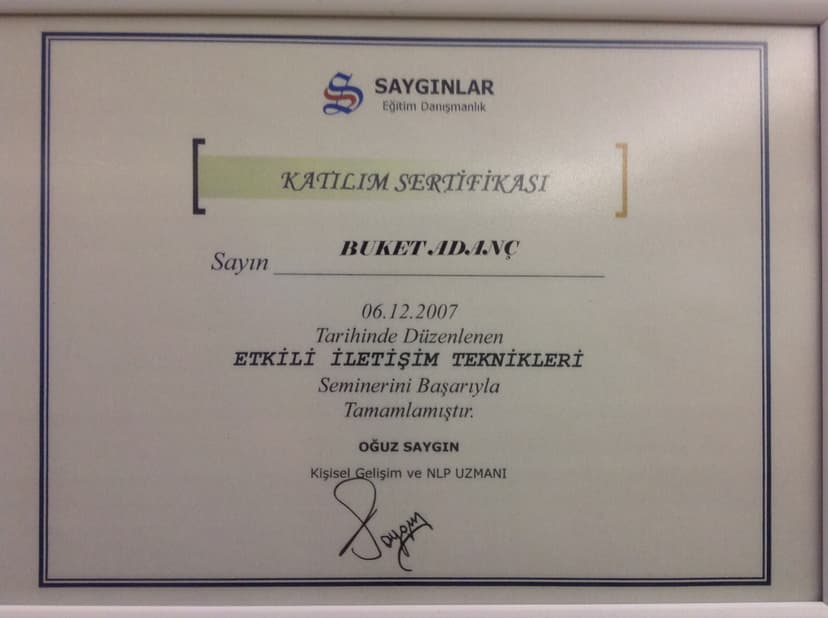 SAYGINLAR
Eğitim Danışmanlık
KATILIM SERTİFİKASI
BUKET ADANÇ
Sayın
06.12.2007
Tarihinde Düzenlenen
ETKİLİ İLETİŞİM TEKNİKLERİ
Seminerini Başarıyla
Tamamlamıştır.
OĞUZ SAYGIN
Kişisel Gelişim ve NLP UZMANI
Saygın